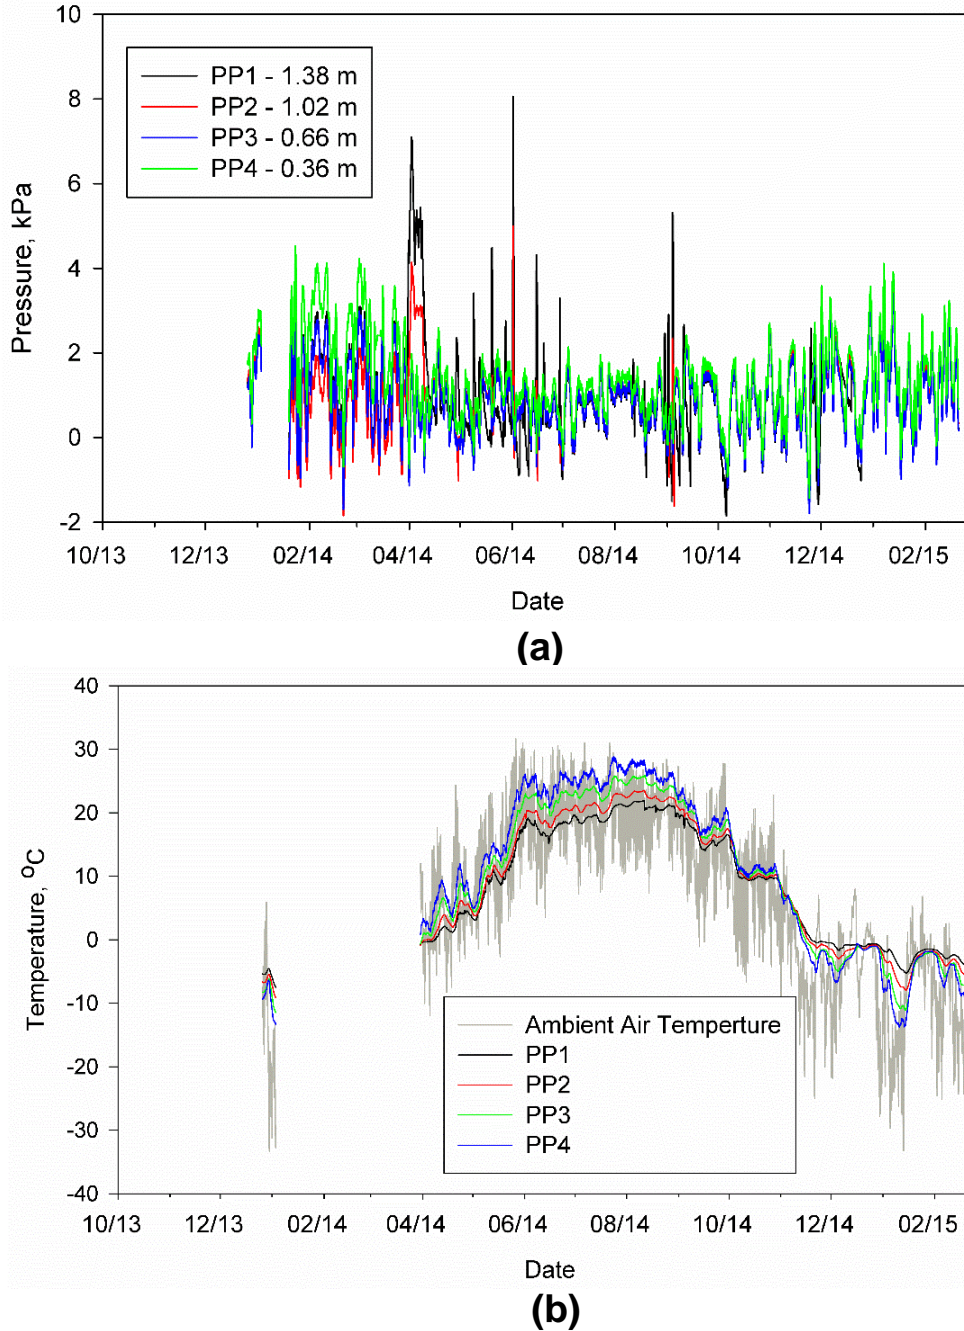 10
8
6
4
2
0
-2
Pressure, kPa
PP1 - 1.38 m
PP2 - 1.02 m
PP3 - 0.66 m
PP4 - 0.36 m
10/13 12/13 02/14 04/14 06/14 08/14 10/14 12/14 02/15
Date
(a)
40
30
20
10
0
-10
-20
-30
-40
Temperature, oC
Ambient Air Temperture
PP1
PP2
PP3
PP4
10/13 12/13 02/14 04/14 06/14 08/14 10/14 12/14 02/15
Date
(b)